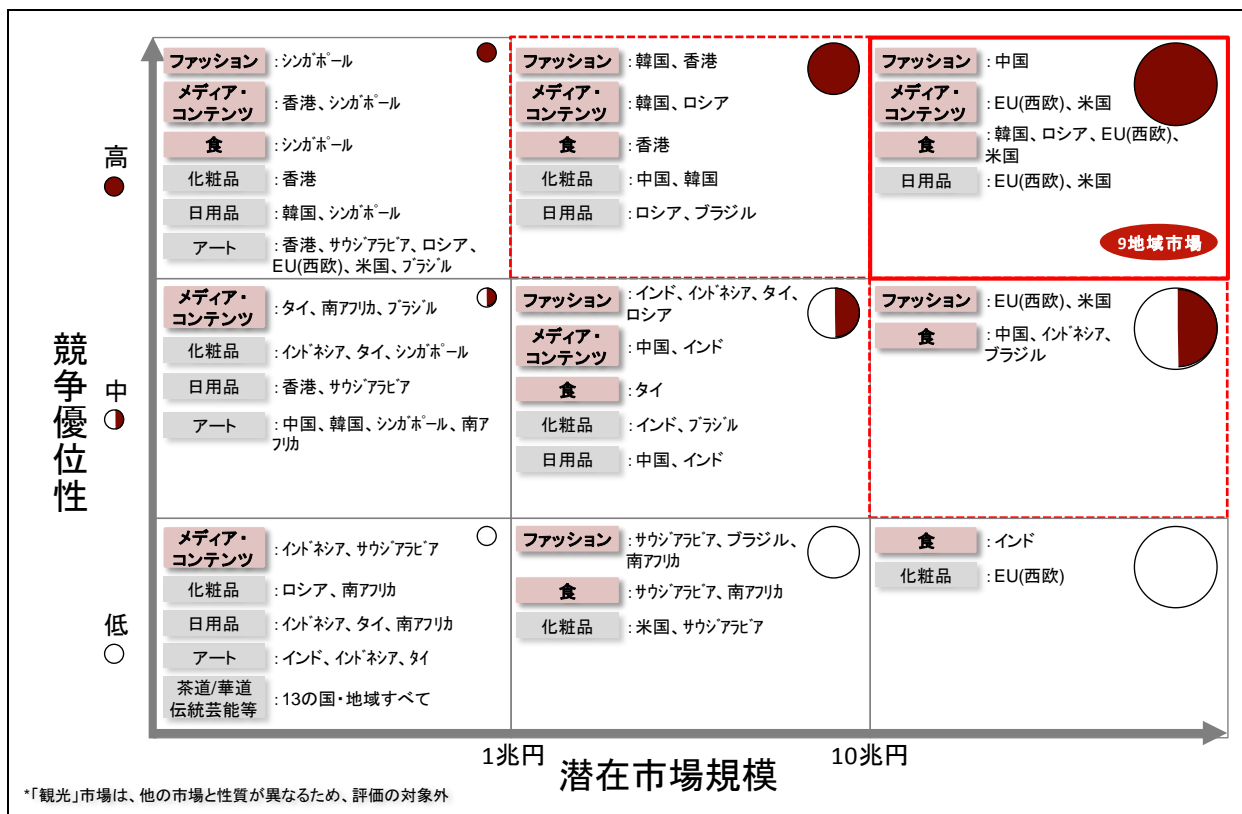 競争優位性
高
中
低
ファッション :シンガポール
メディア・
コンテンツ :香港、シンガポール
食 :シンガポール
化粧品 :香港
日用品 :韓国、シンガポール
アート :香港、サウジアラビア、ロシア、
EU(西欧)、米国、ブラジル
ファッション :韓国、香港
メディア・
コンテンツ :韓国、ロシア
食 :香港
化粧品 :中国、韓国
日用品 :ロシア、ブラジル
ファッション :中国
メディア・
コンテンツ :EU(西欧)、米国
食 :韓国、ロシア、EU(西欧)、
米国
日用品 :EU(西欧)、米国
9地域市場
メディア・
コンテンツ :タイ、南アフリカ、ブラジル
化粧品 :インドネシア、タイ、シンガポール
日用品 :香港、サウジアラビア
アート :中国、韓国、シンガポール、南ア
フリカ
ファッション :インド、インドネシア、タイ、
ロシア
メディア・
コンテンツ :中国、インド
食 :タイ
化粧品 :インド、ブラジル
日用品 :中国、インド
ファッション :EU(西欧)、米国
食 :中国、インドネシア、
ブラジル
メディア・
コンテンツ :インドネシア、サウジアラビア
化粧品 :ロシア、南アフリカ
日用品 :インドネシア、タイ、南アフリカ
アート :インド、インドネシア、タイ
茶道/華道
伝統芸能等 :13の国・地域すべて
ファッション :サウジアラビア、ブラジル、
南アフリカ
食 :サウジアラビア、南アフリカ
化粧品 :米国、サウジアラビア
食 :インド
化粧品 :EU(西欧)
1兆円
潜在市場規模
10兆円
*「観光」市場は、他の市場と性質が異なるため、評価の対象外